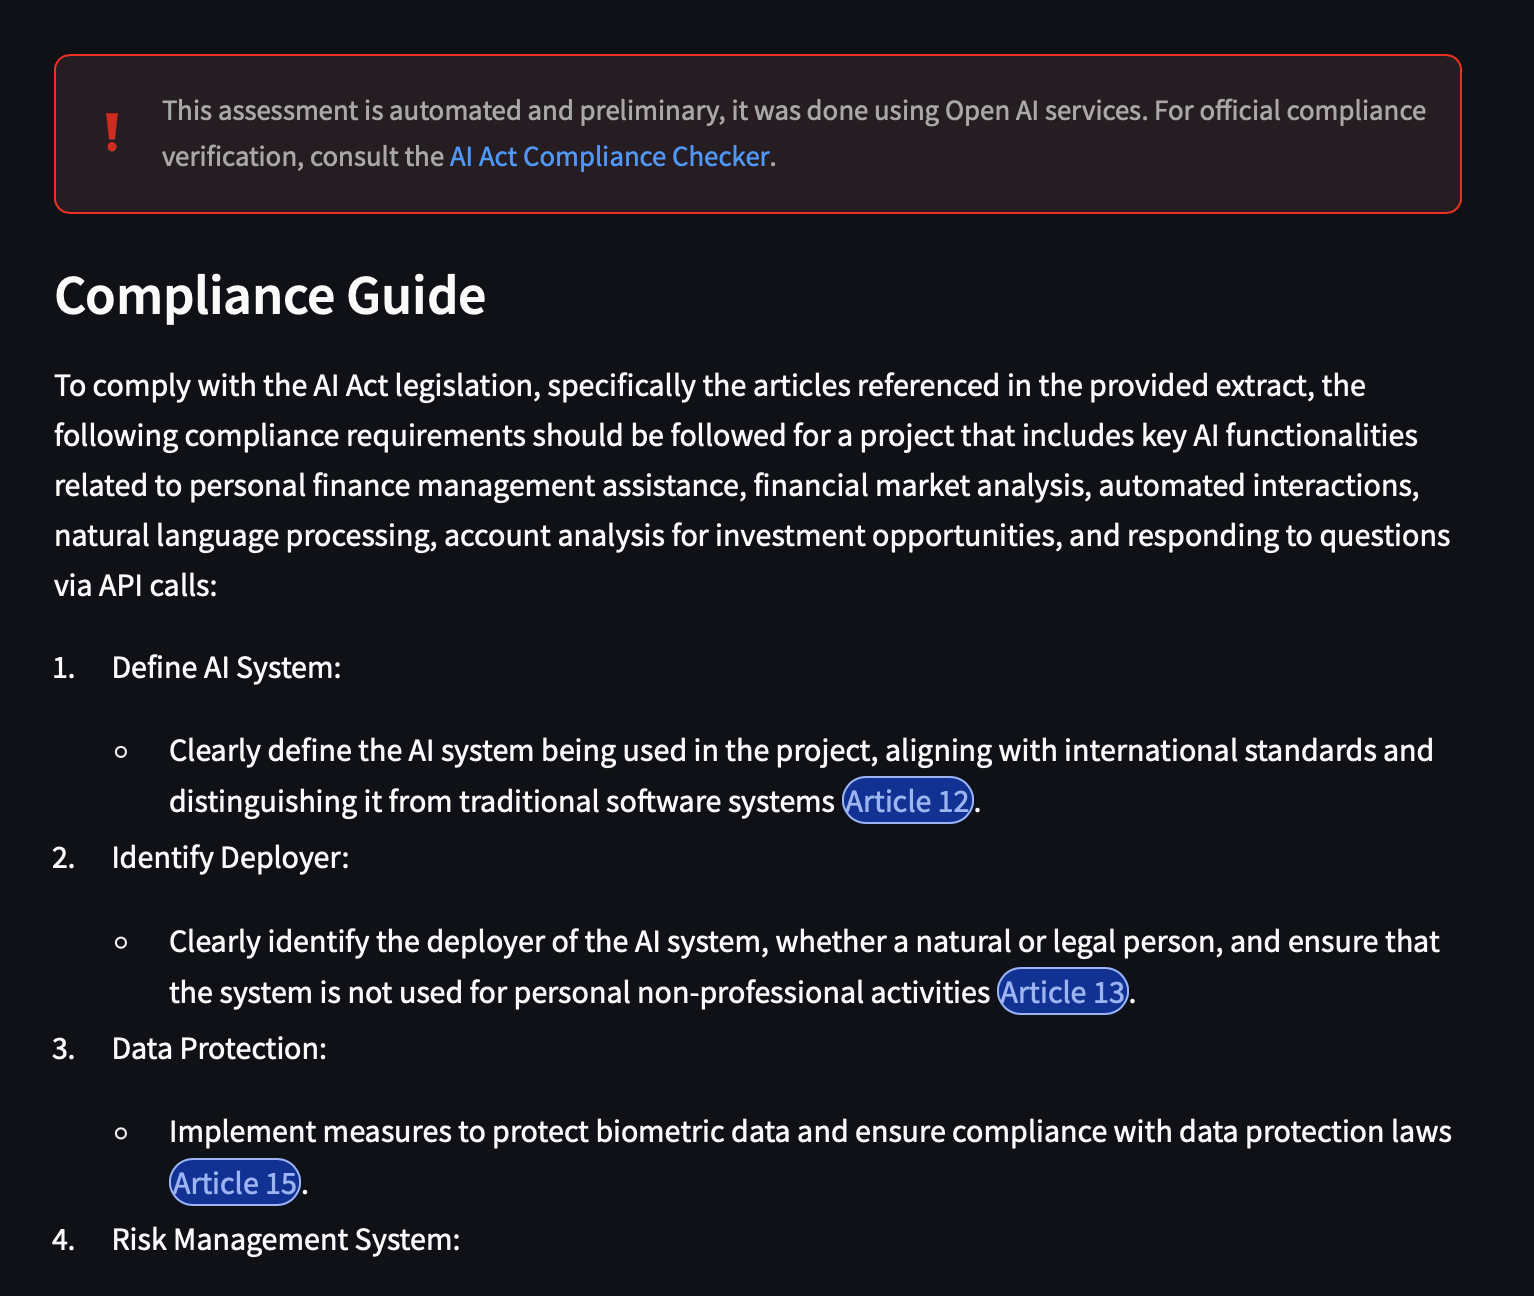 This assessment is automated and preliminary, it was done using Open AI services. For official compliance
verification, consult the AI Act Compliance Checker.
Compliance Guide
To comply with the AI Act legislation, specifically the articles referenced in the provided extract, the
following compliance requirements should be followed for a project that includes key AI functionalities
related to personal finance management assistance, financial market analysis, automated interactions,
natural language processing, account analysis for investment opportunities, and responding to questions
via API calls:
1. Define AI System:
Clearly define the AI system being used in the project, aligning with international standards and
distinguishing it from traditional software systems Article 12.
2. Identify Deployer:
Clearly identify the deployer of the AI system, whether a natural or legal person, and ensure that
the system is not used for personal non-professional activities Article 13.
3. Data Protection:
Implement measures to protect biometric data and ensure compliance with data protection laws
Article 15.
4. Risk Management System: